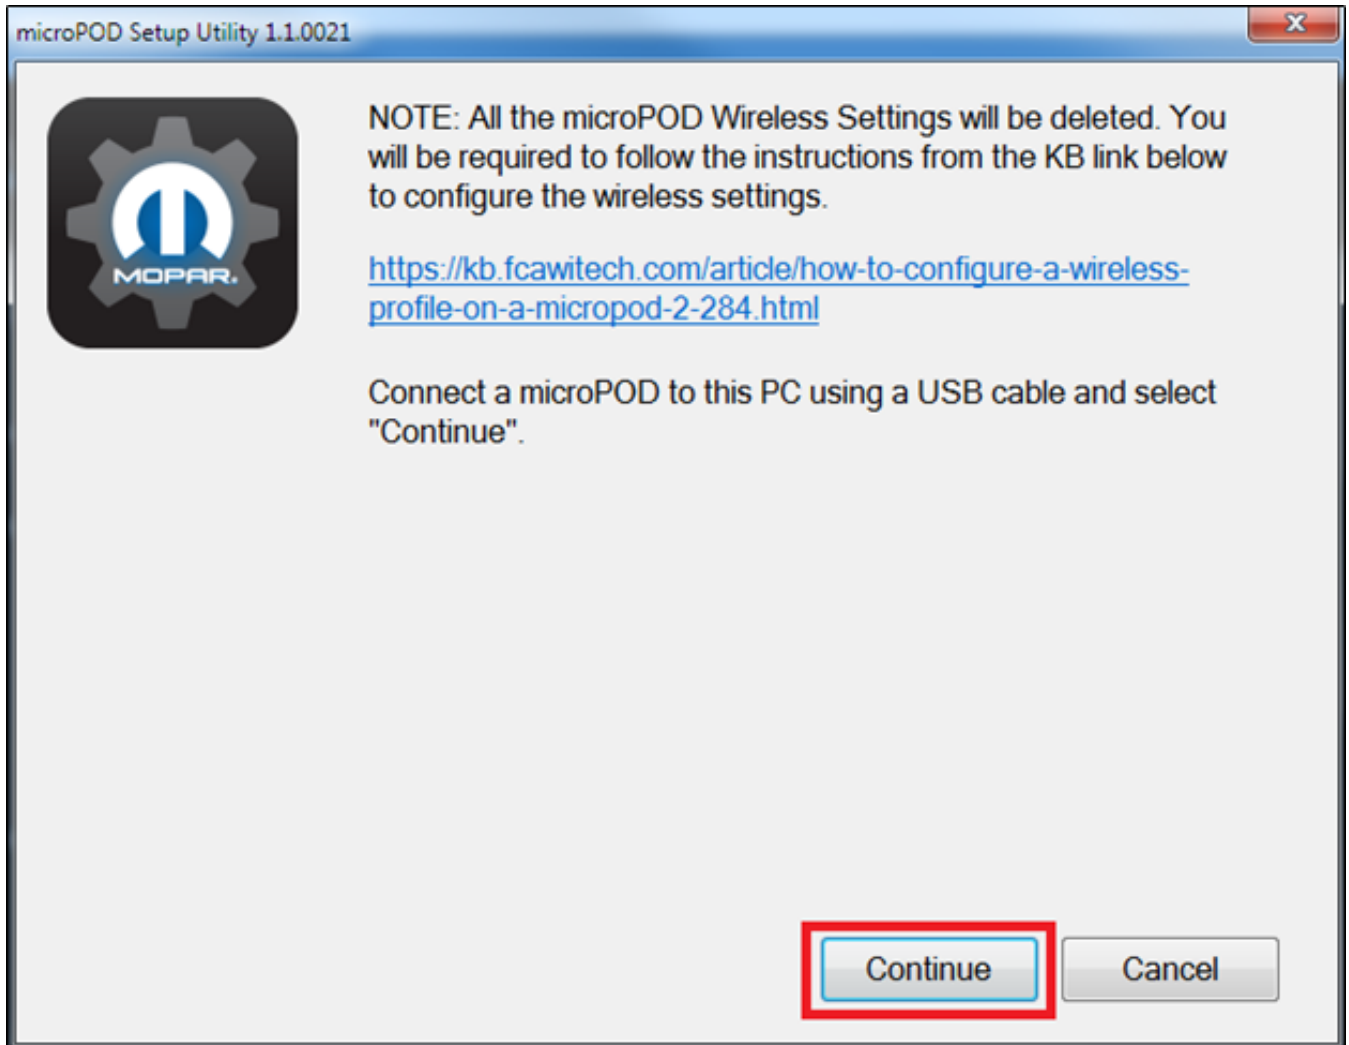 microPOD Setup Utility 1.1.0021
NOTE: All the microPOD Wireless Settings will be deleted. You
will be required to follow the instructions from the KB link below
to configure the wireless settings.
https://kb.fcawitech.com/article/how-to-configure-a-wireless-
profile-on-a-micropod-2-284.html
MOPAR.
Connect a microPOD to this PC using a USB cable and select
"Continue".
Continue
Cancel